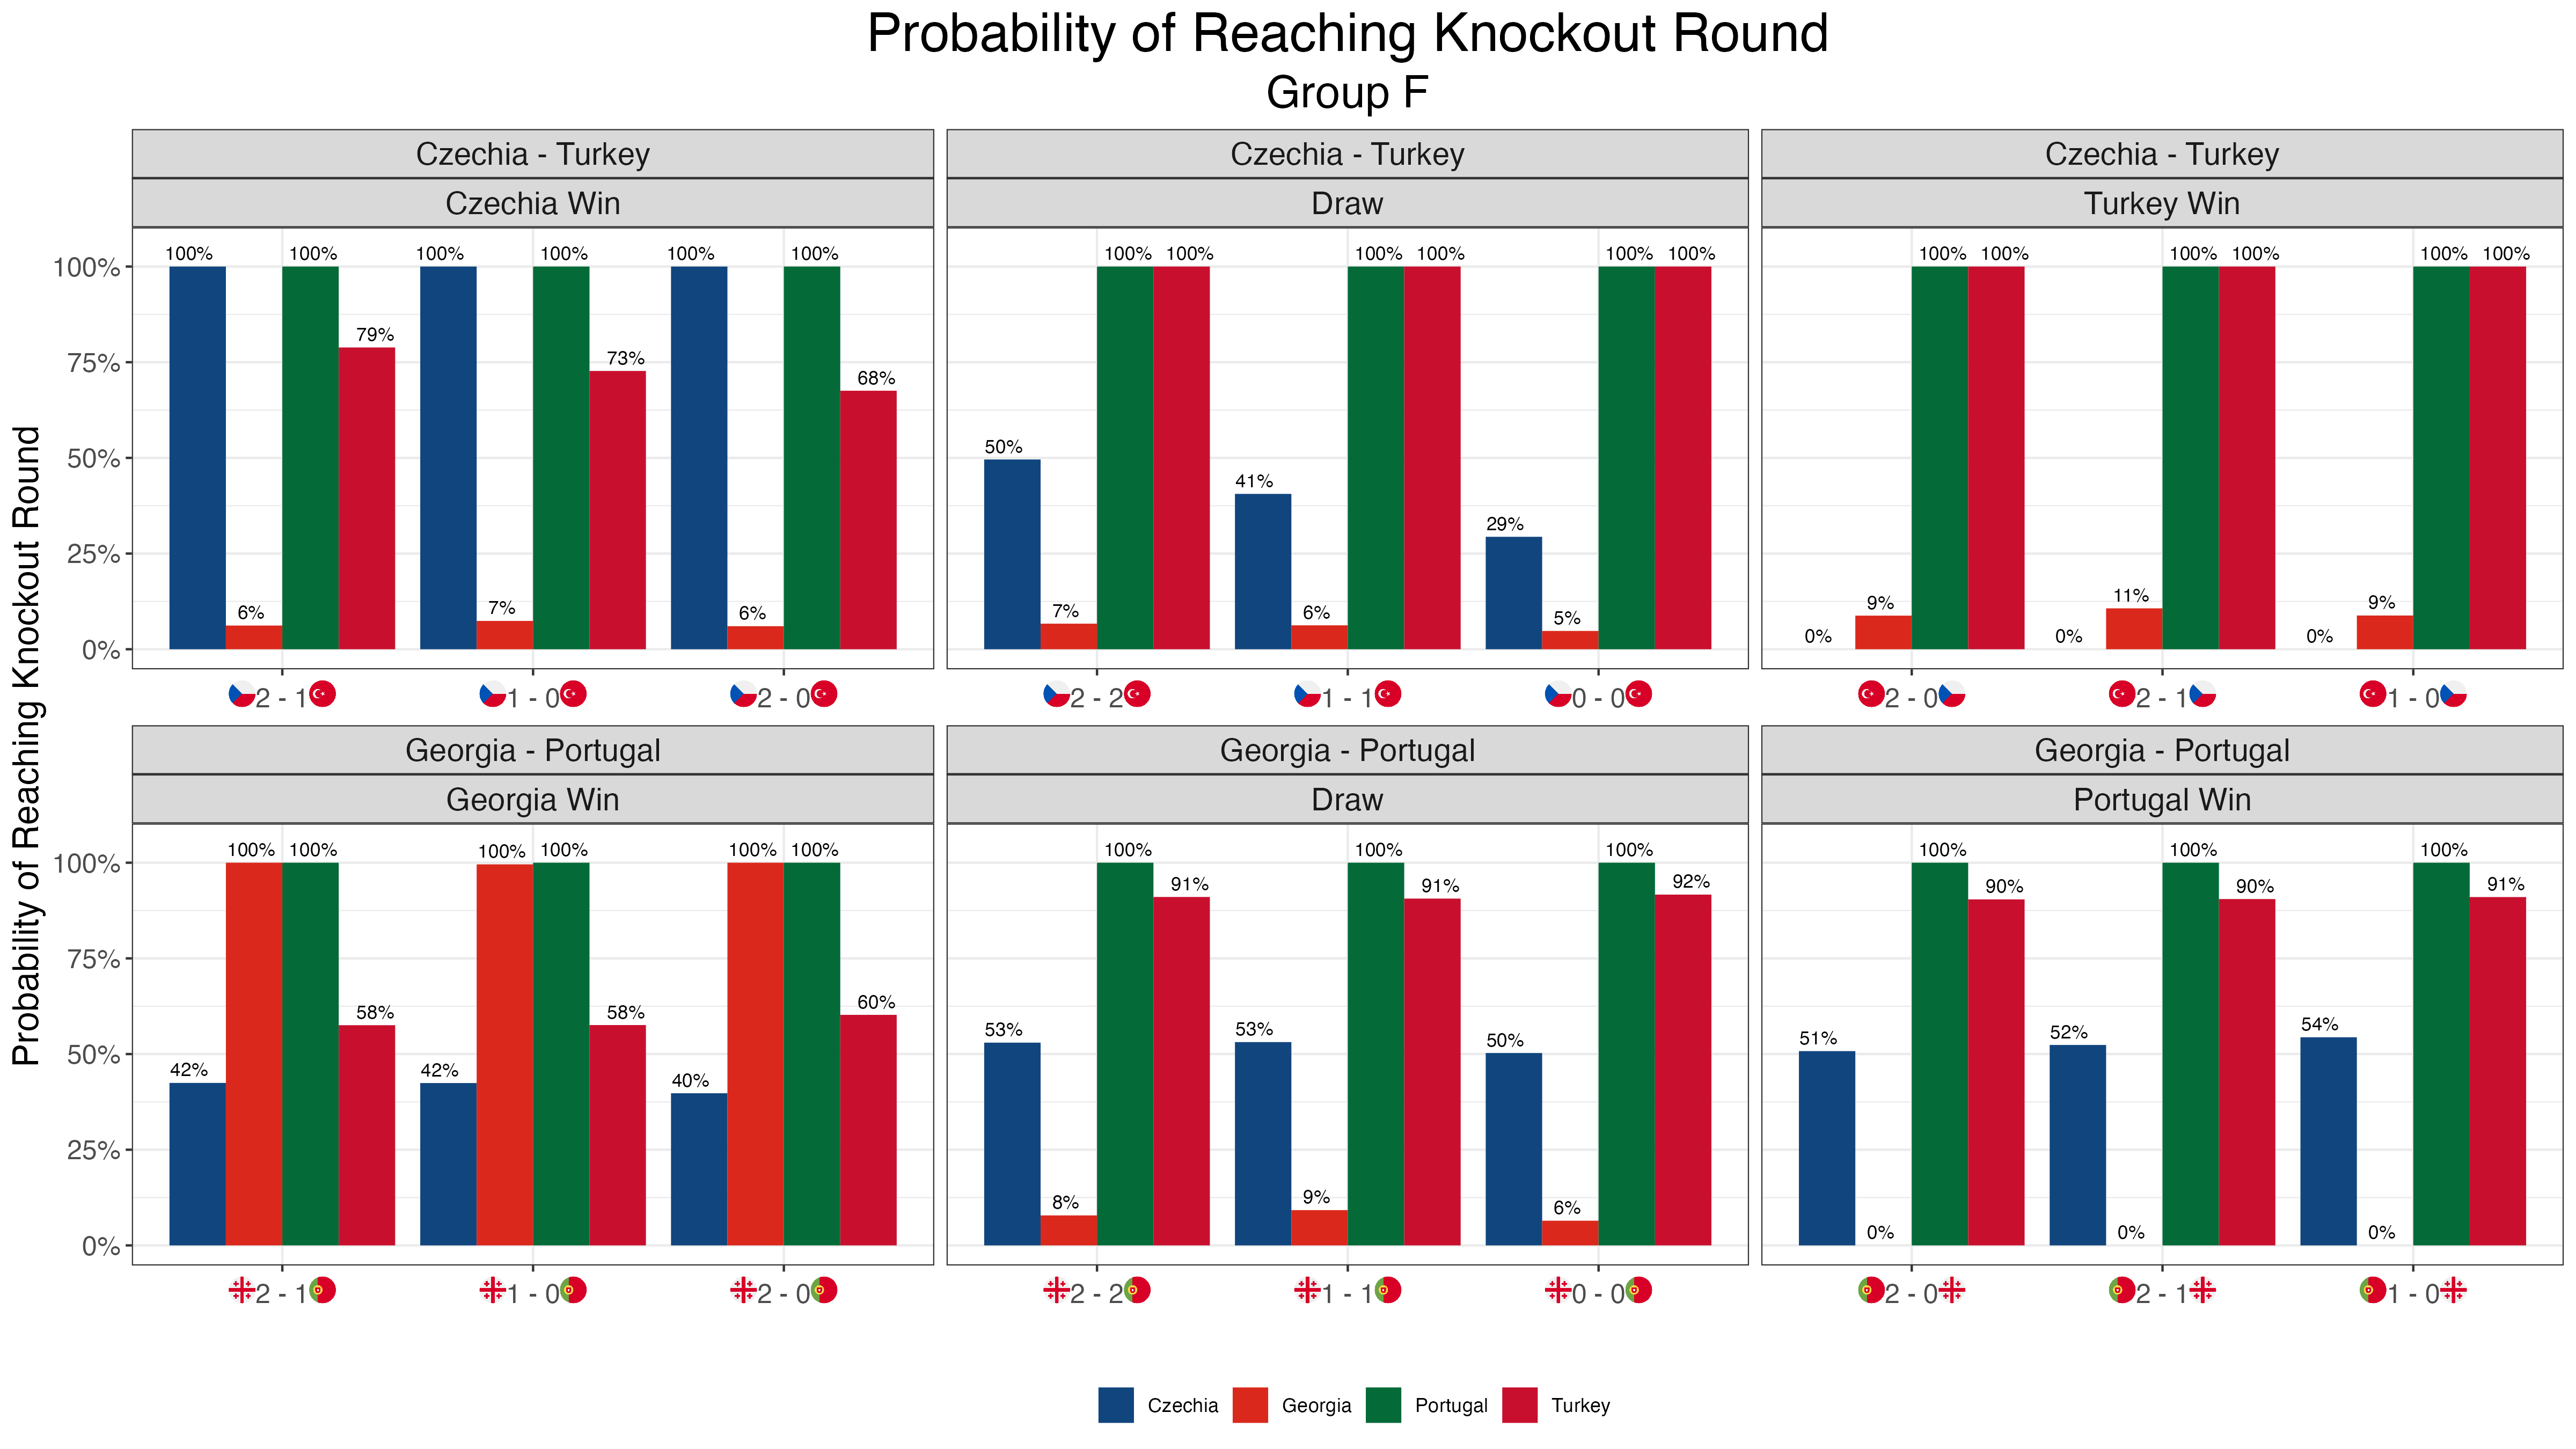 Probability of Reaching Knockout Round
Group F
Probability of Reaching Knockout Round
Czechia - Turkey
Czechia Win
100% 6% 100% 79% 100% 7% 100% 73% 100% 6% 100% 68%
100%
75%
50%
25%
0%
2 - 1 1 - 0 2 - 0
Czechia - Turkey
Draw
50% 7% 100% 100% 41% 6% 100% 100% 29% 5% 100% 100%
2 - 2 1 - 1 0 - 0
Czechia - Turkey
Turkey Win
0% 9% 100% 100% 0% 11% 100% 100% 0% 9% 100% 100%
2 - 0 2 - 1 1 - 0
Georgia - Portugal
Georgia Win
42% 100% 100% 58% 42% 100% 100% 58% 40% 100% 100% 60%
100%
75%
50%
25%
0%
2 - 1 1 - 0 2 - 0
Georgia - Portugal
Draw
53% 8% 100% 91% 53% 9% 100% 91% 50% 6% 100% 92%
2 - 2 1 - 1 0 - 0
Georgia - Portugal
Portugal Win
51% 0% 100% 90% 52% 0% 100% 90% 54% 0% 100% 91%
2 - 0 2 - 1 1 - 0
Czechia Georgia Portugal Turkey